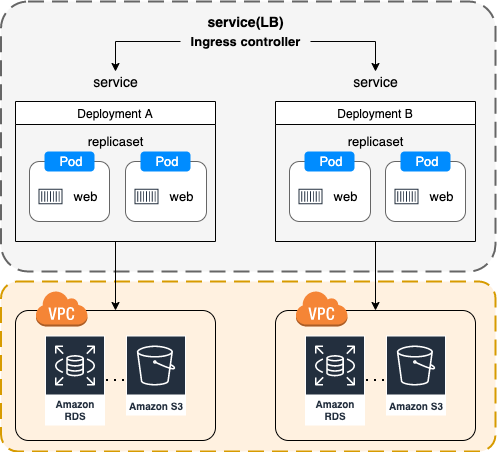 service(LB)
Ingress controller
service
service
Deployment A
Deployment B
replicaset
replicaset
Pod
Pod
Pod
Pod
web
web
web
web
VPC
VPC
...
...
Amazon
RDS
Amazon S3
Amazon
RDS
Amazon S3